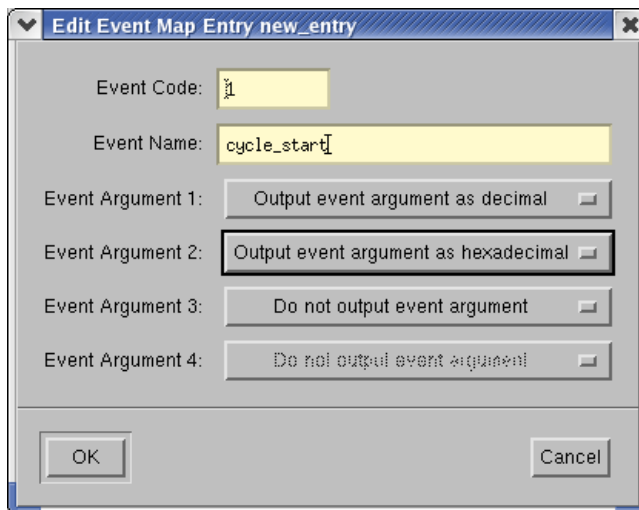 Edit Event Map Entry new_entry
Event Code: 1
Event Name: cycle_start
Event Argument 1: Output event argument as decimal
Event Argument 2: Output event argument as hexadecimal
Event Argument 3: Do not output event argument
Event Argument 4: Do not output event argument
OK Cancel